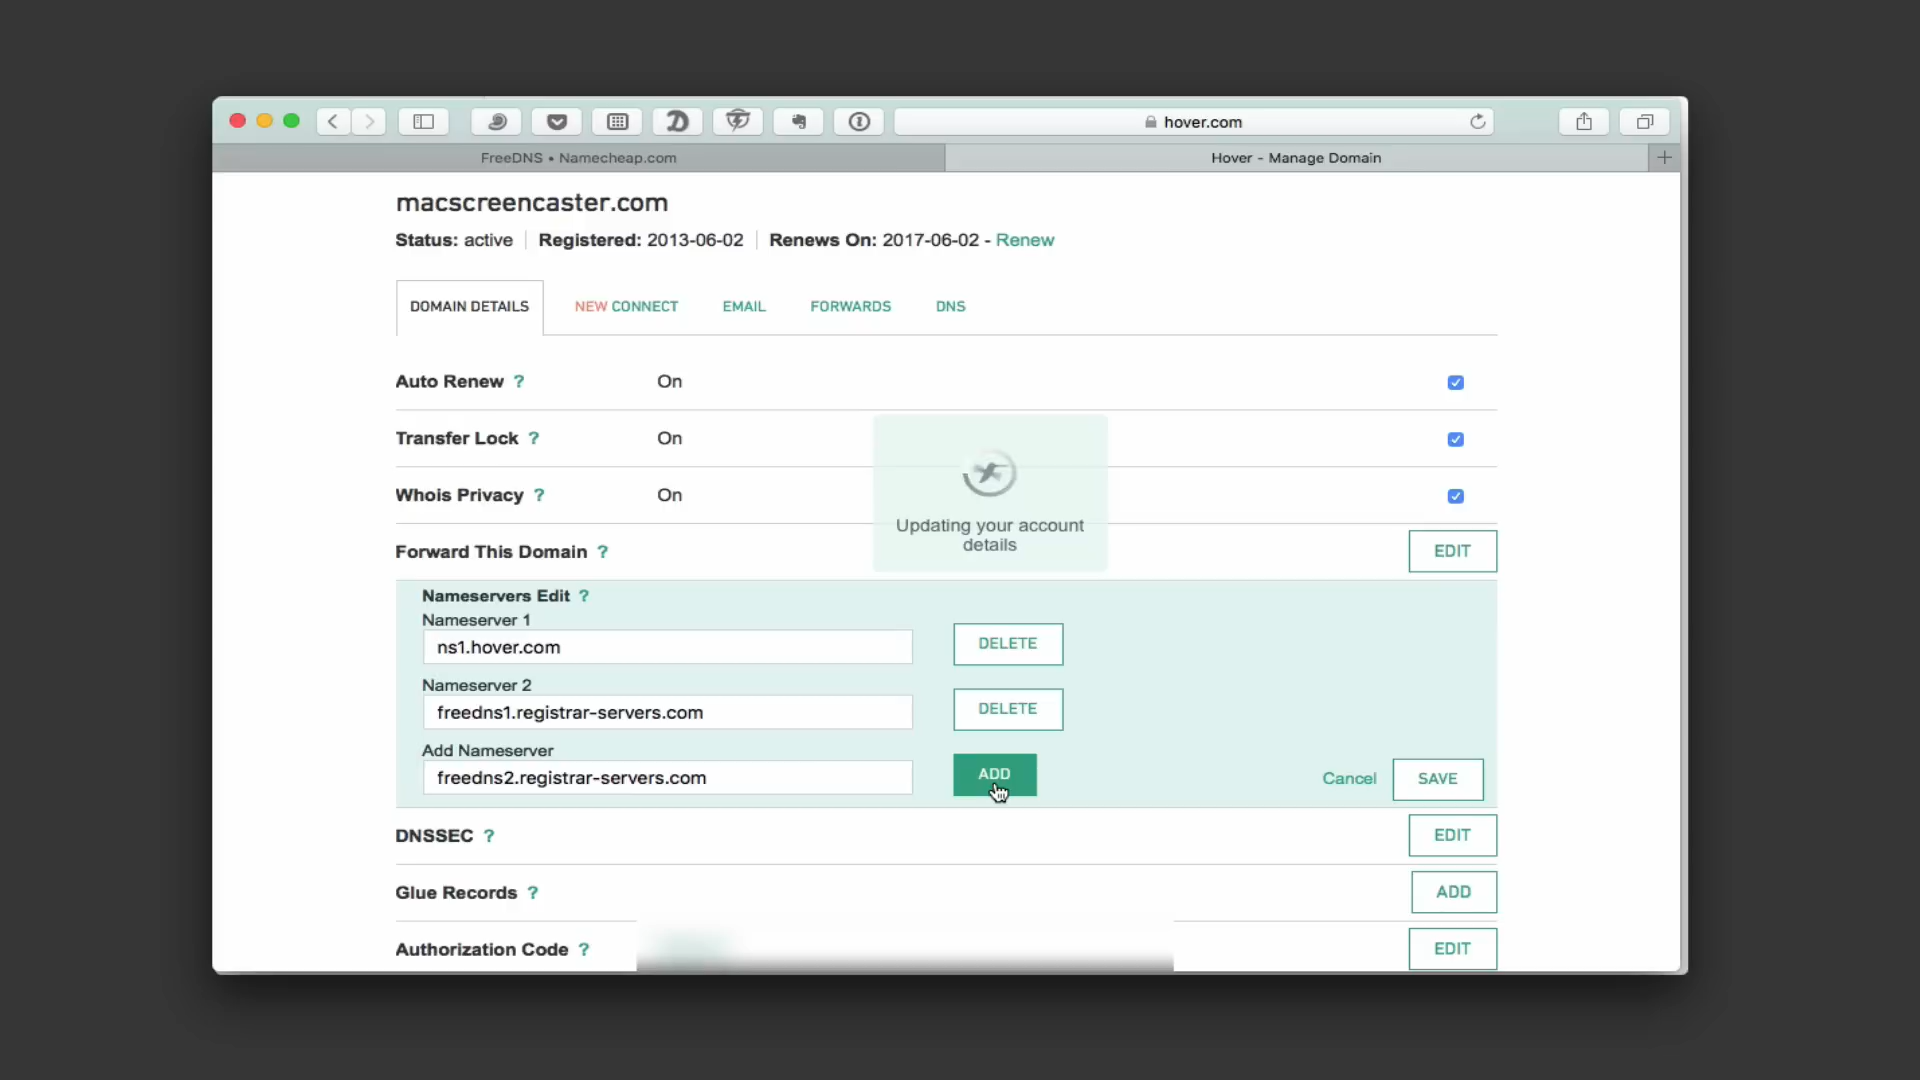 hover.com
FreeDNS • Namecheap.com
Hover - Manage Domain
macscreencaster.com
Status: active Registered: 2013-06-02 Renews On: 2017-06-02 - Renew
DOMAIN DETAILS NEW CONNECT EMAIL FORWARDS DNS
Auto Renew ? On
Transfer Lock ? On
Whois Privacy ? On
Updating your account
details
Forward This Domain ? EDIT
Nameservers Edit ?
Nameserver 1
ns1.hover.com DELETE
Nameserver 2
freedns1.registrar-servers.com DELETE
Add Nameserver
freedns2.registrar-servers.com ADD Cancel SAVE
DNSSEC ? EDIT
Glue Records ? ADD
Authorization Code ? EDIT